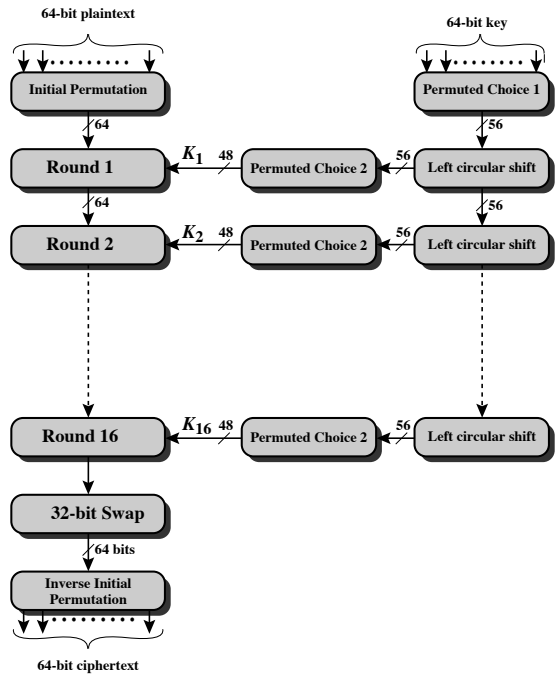 64-bit plaintext
64-bit key
Initial Permutation
Permuted Choice 1
64
56
Round 1
K1
48
Permuted Choice 2
56
Left circular shift
64
56
Round 2
K2
48
Permuted Choice 2
56
Left circular shift
Round 16
K16
48
Permuted Choice 2
56
Left circular shift
32-bit Swap
64 bits
Inverse Initial
Permutation
64-bit ciphertext